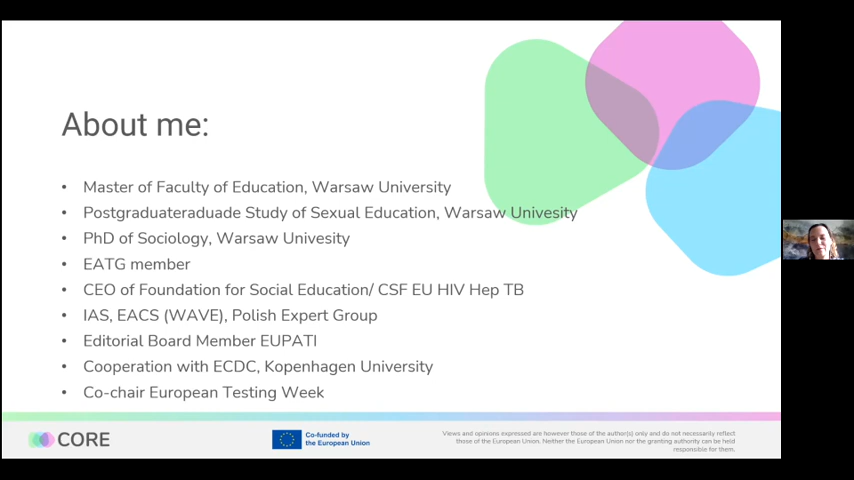 About me:
• Master of Faculty of Education, Warsaw University
• Postgraduateraduade Study of Sexual Education, Warsaw Univesity
• PhD of Sociology, Warsaw Univesity
• EATG member
• CEO of Foundation for Social Education/ CSF EU HIV Hep TB
• IAS, EACS (WAVE), Polish Expert Group
• Editorial Board Member EUPATI
• Cooperation with ECDC, Kopenhagen University
• Co-chair European Testing Week
CORE
Co-funded by
the European Union
Views and opinions expressed are however those of the author(s) only and do not necessarily reflect
those of the European Union. Neither the European Union nor the granting authority can be held
responsible for them.